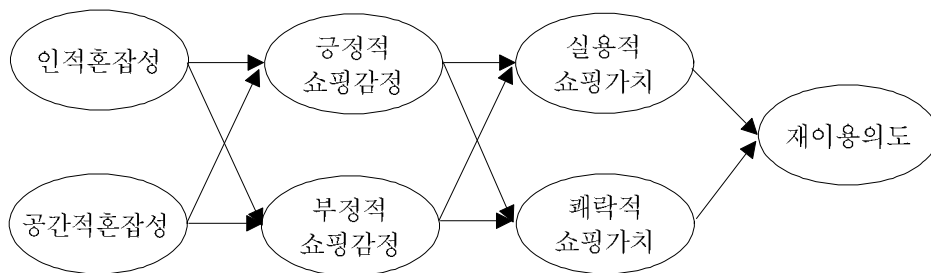 인적혼잡성
긍정적
쇼핑감정
실용적
쇼핑가치
재이용의도
공간적혼잡성
부정적
쇼핑감정
쾌락적
쇼핑가치